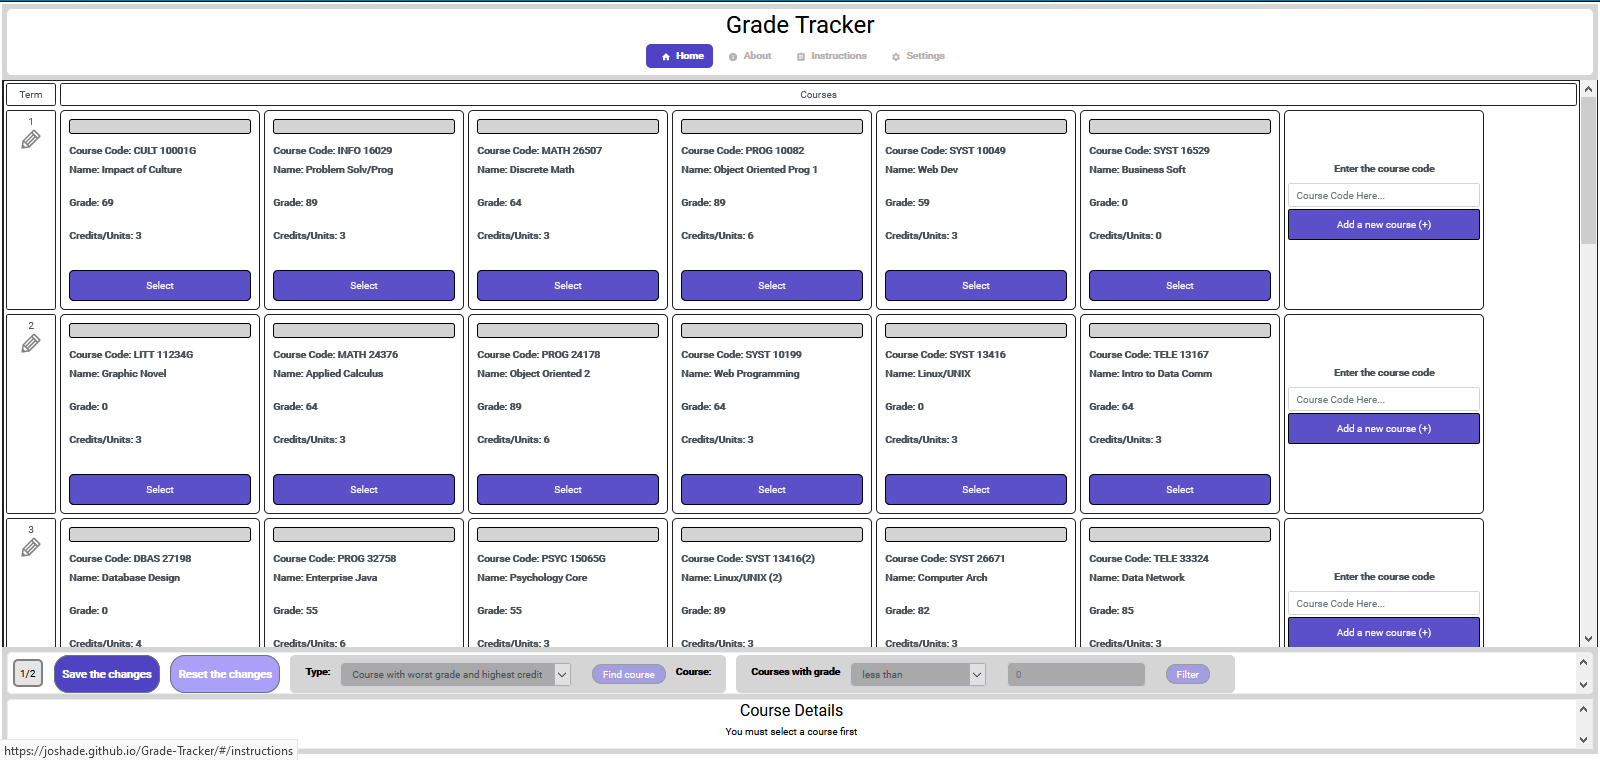 Grade Tracker
Home About Instructions Settings
Term Courses
1
Course Code: CULT 10001G
Name: Impact of Culture
Grade: 69
Credits/Units: 3
Select
Course Code: INFO 16029
Name: Problem Solv/Prog
Grade: 89
Credits/Units: 3
Select
Course Code: MATH 26507
Name: Discrete Math
Grade: 64
Credits/Units: 3
Select
Course Code: PROG 10082
Name: Object Oriented Prog 1
Grade: 89
Credits/Units: 6
Select
Course Code: SYST 10049
Name: Web Dev
Grade: 59
Credits/Units: 3
Select
Course Code: SYST 16529
Name: Business Soft
Grade: 0
Credits/Units: 0
Select
Enter the course code
Course Code Here...
Add a new course (+)
2
Course Code: LITT 11234G
Name: Graphic Novel
Grade: 0
Credits/Units: 3
Select
Course Code: MATH 24376
Name: Applied Calculus
Grade: 64
Credits/Units: 3
Select
Course Code: PROG 24178
Name: Object Oriented 2
Grade: 89
Credits/Units: 6
Select
Course Code: SYST 10199
Name: Web Programming
Grade: 64
Credits/Units: 3
Select
Course Code: SYST 13416
Name: Linux/UNIX
Grade: 0
Credits/Units: 3
Select
Course Code: TELE 13167
Name: Intro to Data Comm
Grade: 64
Credits/Units: 3
Select
Enter the course code
Course Code Here...
Add a new course (+)
3
Course Code: DBAS 27198
Name: Database Design
Grade: 0
Credits/Units: 4
Course Code: PROG 32758
Name: Enterprise Java
Grade: 55
Credits/Units: 6
Course Code: PSYC 15065G
Name: Psychology Core
Grade: 55
Credits/Units: 3
Course Code: SYST 13416(2)
Name: Linux/UNIX (2)
Grade: 89
Credits/Units: 3
Course Code: SYST 26671
Name: Computer Arch
Grade: 82
Credits/Units: 3
Course Code: TELE 33324
Name: Data Network
Grade: 85
Credits/Units: 3
Enter the course code
Course Code Here...
Add a new course (+)
1/2 Save the changes Reset the changes Type: Course with worst grade and highest credit Find course Course: Courses with grade less than 0 Filter
Course Details
You must select a course first
https://joshade.github.io/Grade-Tracker/#/instructions